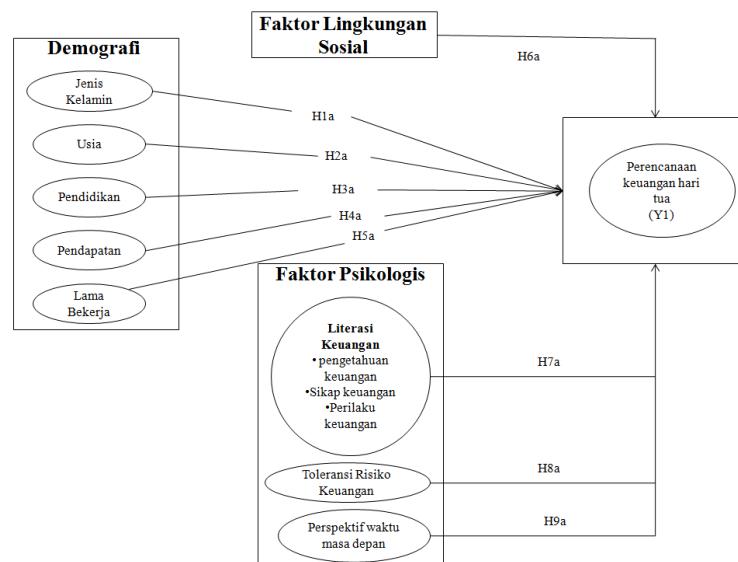 Faktor Lingkungan
Sosial
H6a
Demografi
Jenis
Kelamin
Usia
Pendidikan
Pendapatan
Lama
Bekerja
H1a
H2a
H3a
H4a
H5a
Perencanaan
keuangan hari
tua
(Y1)
Faktor Psikologis
Literasi
Keuangan
• pengetahuan
keuangan
•Sikap keuangan
•Perilaku
keuangan
Toleransi Risiko
Keuangan
Perspektif waktu
masa depan
H7a
H8a
H9a